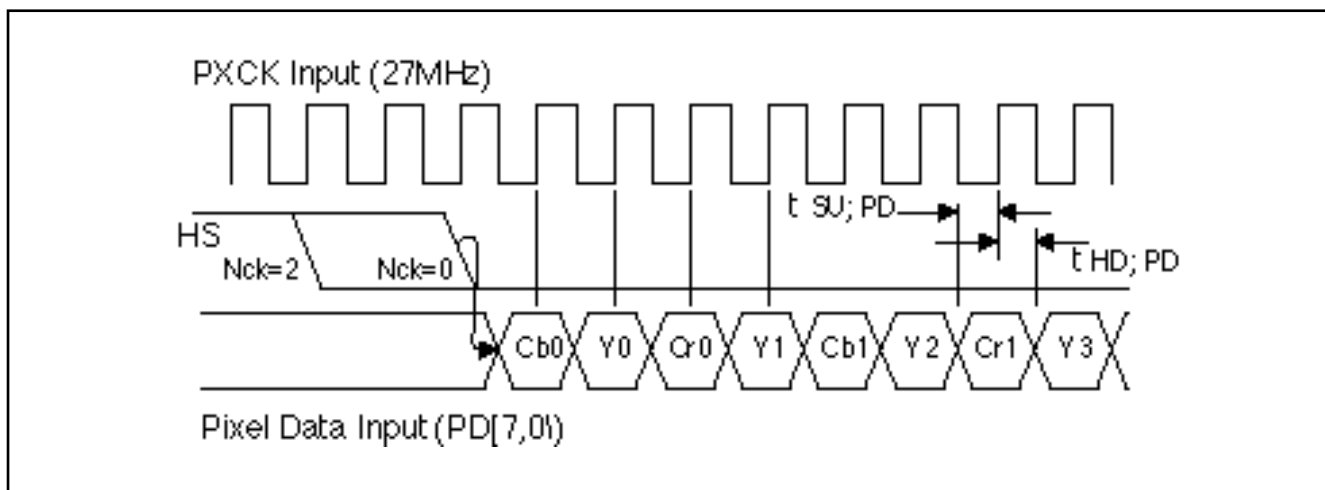 PXCK Input (27MHz)
t SU; PD
HS
Nck=2
Nck=0
t HD; PD
Cb0
Y0
Cr0
Y1
Cb1
Y2
Cr1
Y3
Pixel Data Input (PD[7,0\)